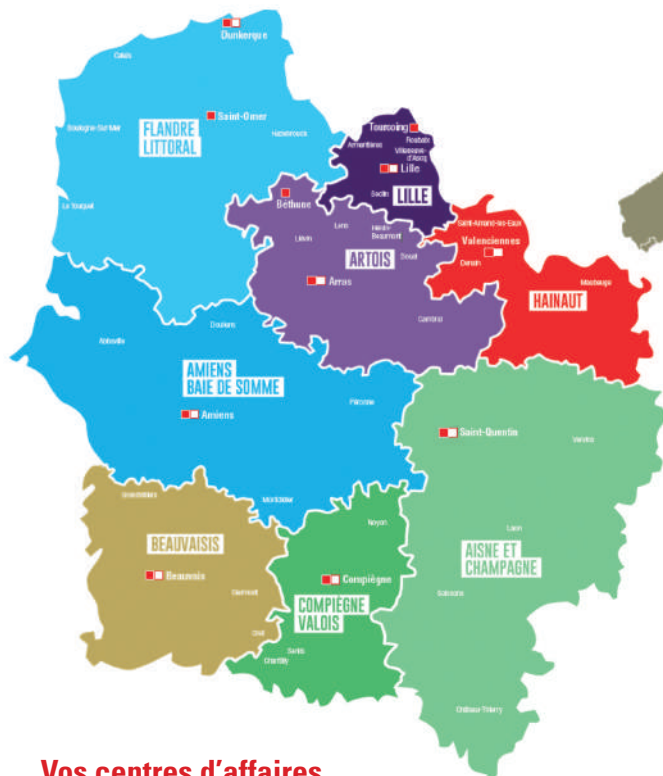 Dunkerque
Calais
Saint-Omer
Boulogne-Sur-Mer
FLANDRE
LITTORAL
Hazebrouck
Le Touquet
Tourcoing
Roubaix
Armentières
Villeneuve-
d'Ascq
Lille
Seclin
LILLE
Béthune
Lens
Hénin-
Beaumont
Liévin
Douai
ARTOIS
Arras
Cambrai
Saint-Amand-les-Eaux
Valenciennes
Denain
Maubeuge
HAINAUT
Doullens
Abbeville
AMIENS
BAIE DE SOMME
Péronne
Amiens
Montdidier
Saint-Quentin
Vervins
Laon
AISNE ET
CHAMPAGNE
Soissons
Château-Thierry
Grandvilliers
BEAUVAISIS
Beauvais
Clermont
Creil
Noyon
Compiègne
COMPIÈGNE
VALOIS
Senlis
Chantilly
Vos centres d'affaires